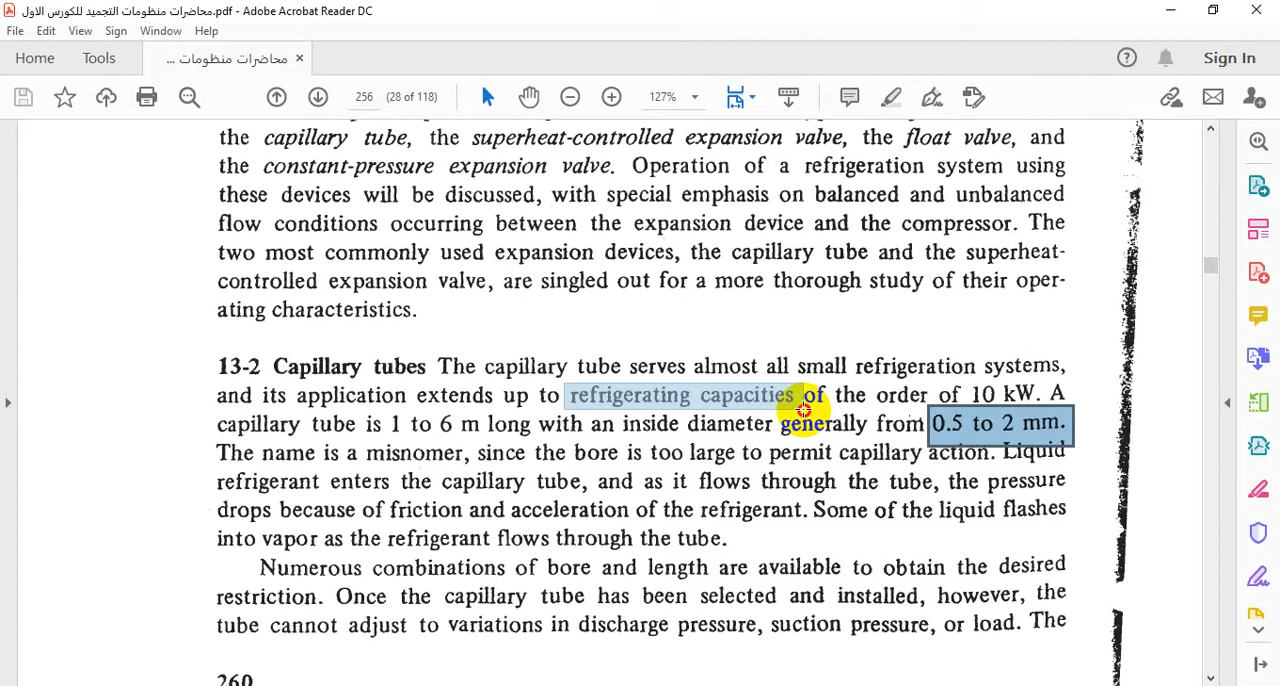 محاضرات منظومات التجميد للكورس الاول.pdf - Adobe Acrobat Reader DC
File Edit View Sign Window Help
Home Tools محاضرات منظومات ... × Sign In
256 (28 of 118) 127%
the capillary tube, the superheat-controlled expansion valve, the float valve, and
the constant-pressure expansion valve. Operation of a refrigeration system using
these devices will be discussed, with special emphasis on balanced and unbalanced
flow conditions occurring between the expansion device and the compressor. The
two most commonly used expansion devices, the capillary tube and the superheat-
controlled expansion valve, are singled out for a more thorough study of their oper-
ating characteristics.
13-2 Capillary tubes The capillary tube serves almost all small refrigeration systems,
and its application extends up to refrigerating capacities of the order of 10 kW. A
capillary tube is 1 to 6 m long with an inside diameter generally from 0.5 to 2 mm.
The name is a misnomer, since the bore is too large to permit capillary action. Liquid
refrigerant enters the capillary tube, and as it flows through the tube, the pressure
drops because of friction and acceleration of the refrigerant. Some of the liquid flashes
into vapor as the refrigerant flows through the tube.
Numerous combinations of bore and length are available to obtain the desired
restriction. Once the capillary tube has been selected and installed, however, the
tube cannot adjust to variations in discharge pressure, suction pressure, or load. The
260